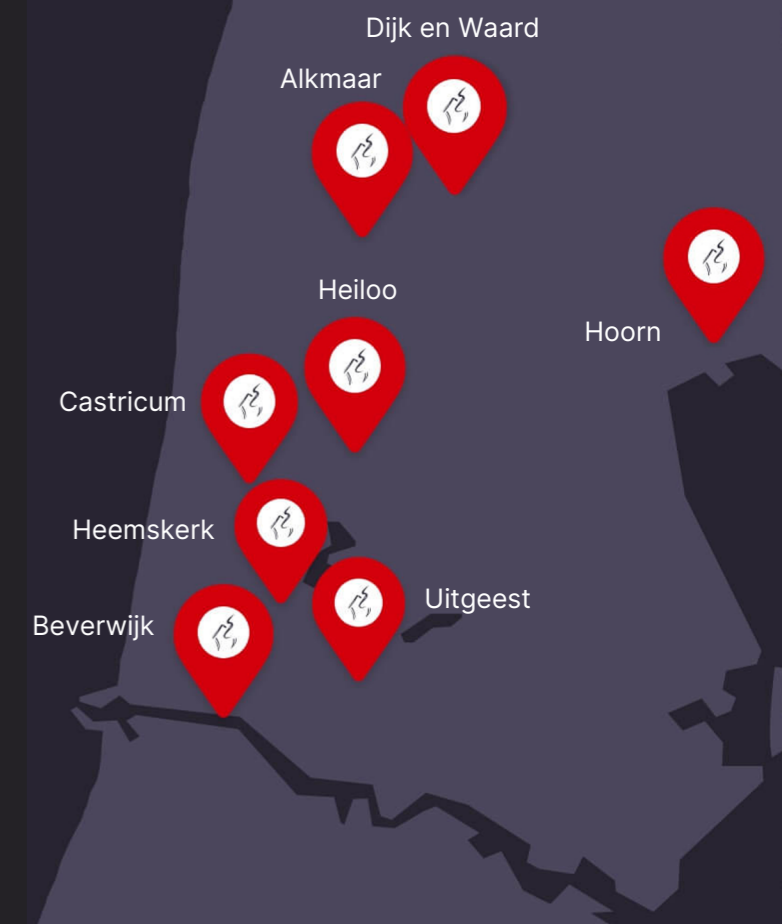 Dijk en Waard
Alkmaar
Heiloo
Hoorn
Castricum
Heemskerk
Uitgeest
Beverwijk